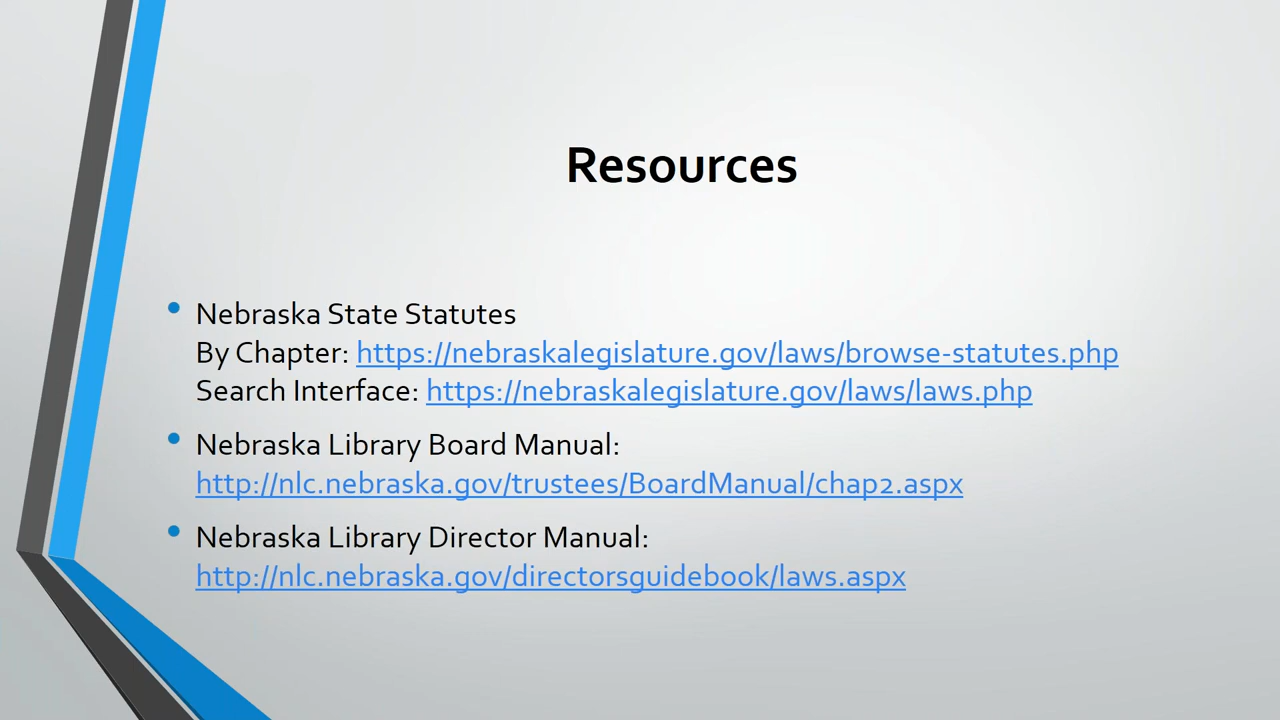 Resources
Nebraska State Statutes
By Chapter: https://nebraskalegislature.gov/laws/browse-statutes.php
Search Interface: https://nebraskalegislature.gov/laws/laws.php
Nebraska Library Board Manual:
http://nlc.nebraska.gov/trustees/BoardManual/chap2.aspx
Nebraska Library Director Manual:
http://nlc.nebraska.gov/directorsguidebook/laws.aspx